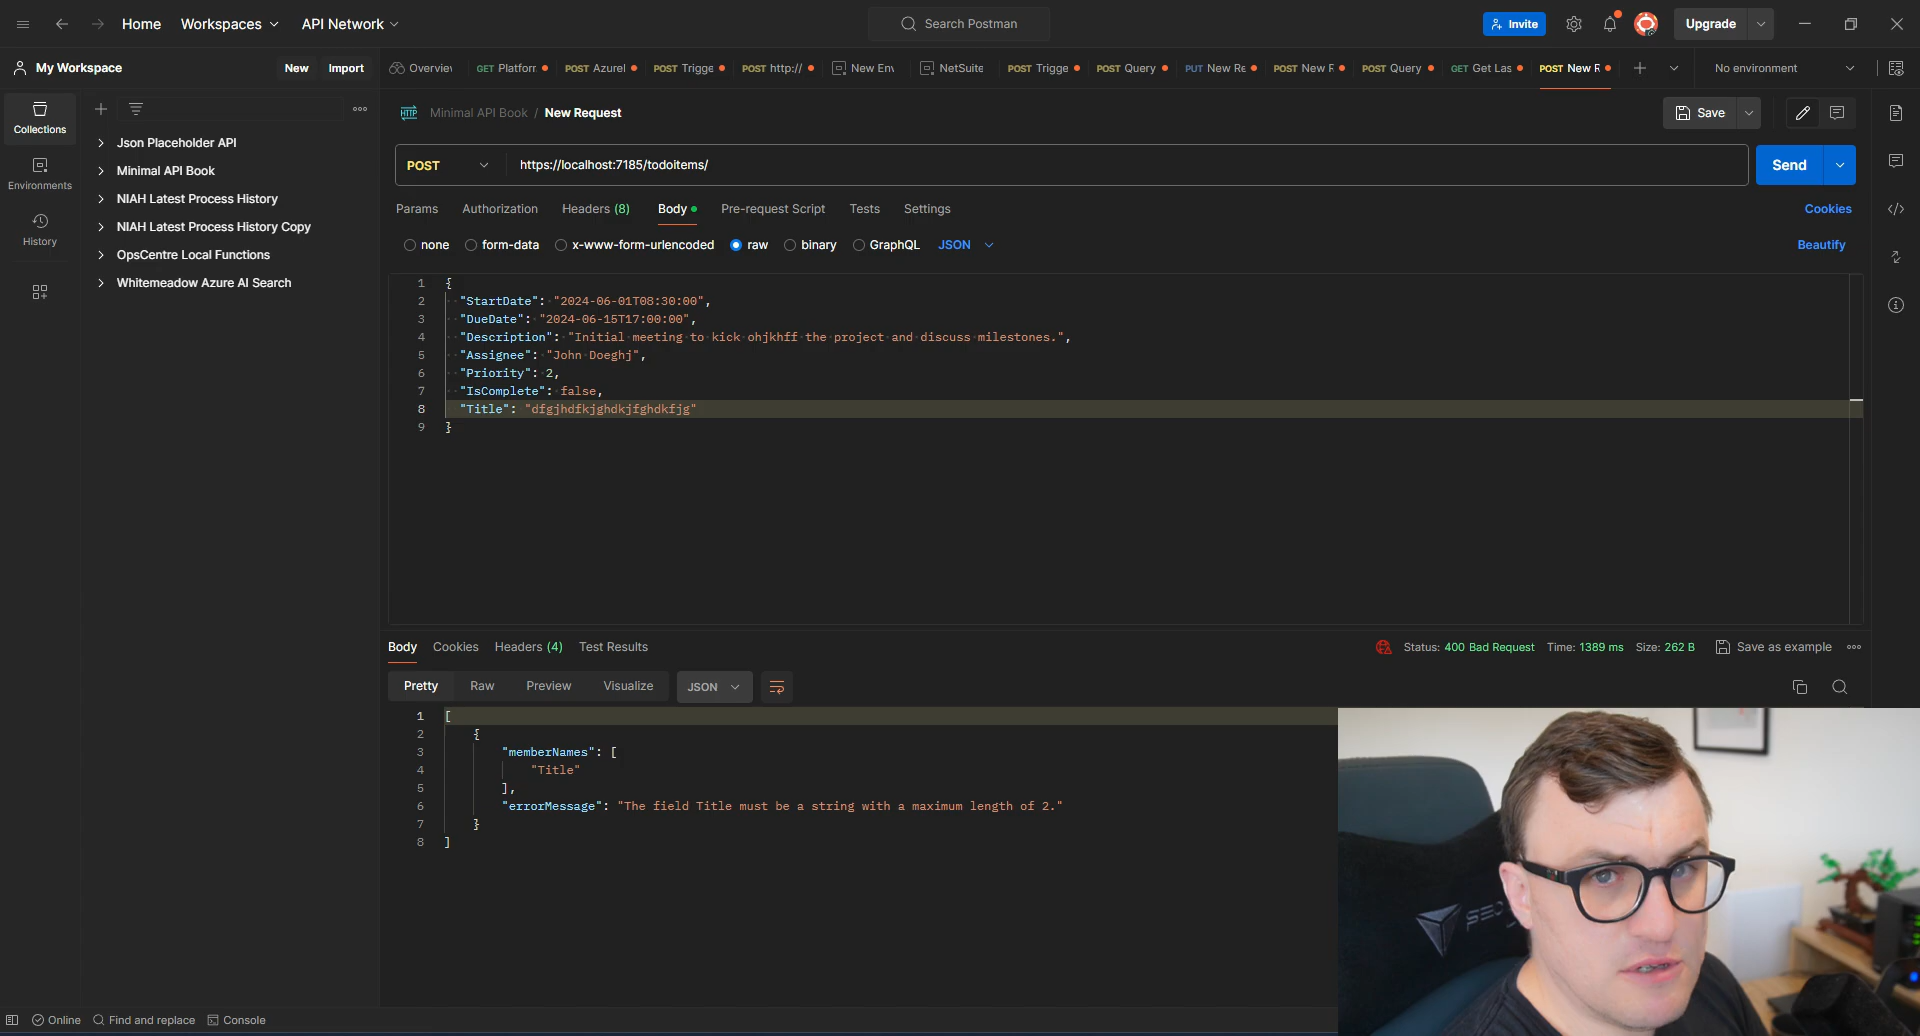 Home Workspaces API Network Search Postman Invite Upgrade
My Workspace New Import Overvie GET Platforr POST Azurel POST Trigge POST http:// New Env NetSuite POST Trigge POST Query PUT New Re POST New F POST Query GET Get Las POST New F No environment
Collections
Environments
History
Json Placeholder API
Minimal API Book
NIAH Latest Process History
NIAH Latest Process History Copy
OpsCentre Local Functions
Whitemeadow Azure AI Search
HTTP Minimal API Book / New Request Save
POST https://localhost:7185/todoitems/ Send
Params Authorization Headers (8) Body Pre-request Script Tests Settings Cookies
none form-data x-www-form-urlencoded raw binary GraphQL JSON Beautify
1 {
2 "StartDate": "2024-06-01T08:30:00",
3 "DueDate": "2024-06-15T17:00:00",
4 "Description": "Initial meeting to kick ohjkhff the project and discuss milestones.",
5 "Assignee": "John Doeghj",
6 "Priority": 2,
7 "IsComplete": false,
8 "Title": "dfgjhdfkjghdkjfghdkfjg"
9 }
Body Cookies Headers (4) Test Results Status: 400 Bad Request Time: 1389 ms Size: 262 B Save as example
Pretty Raw Preview Visualize JSON
1 [
2 {
3 "memberNames": [
4 "Title"
5 ],
6 "errorMessage": "The field Title must be a string with a maximum length of 2."
7 }
8 ]
Online Find and replace Console